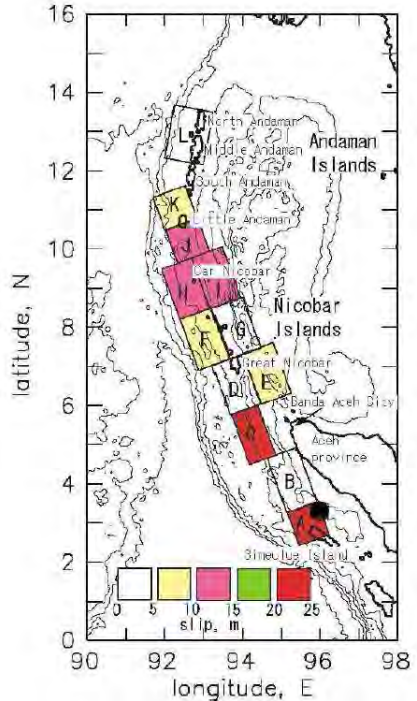 16
14
12
10
8
6
4
2
0
latitude, N
L
North Andaman
Middle Andaman
Andaman
Islands
South Andaman
K
Little Andaman
J
Car Nicobar
H
I
Nicobar
Islands
G
F
Great Nicobar
D
E
Banda Aceh City
Aceh
province
C
B
A
Simeulue Island
0 5 10 15 20 25
slip, m
90 92 94 96 98
longitude, E